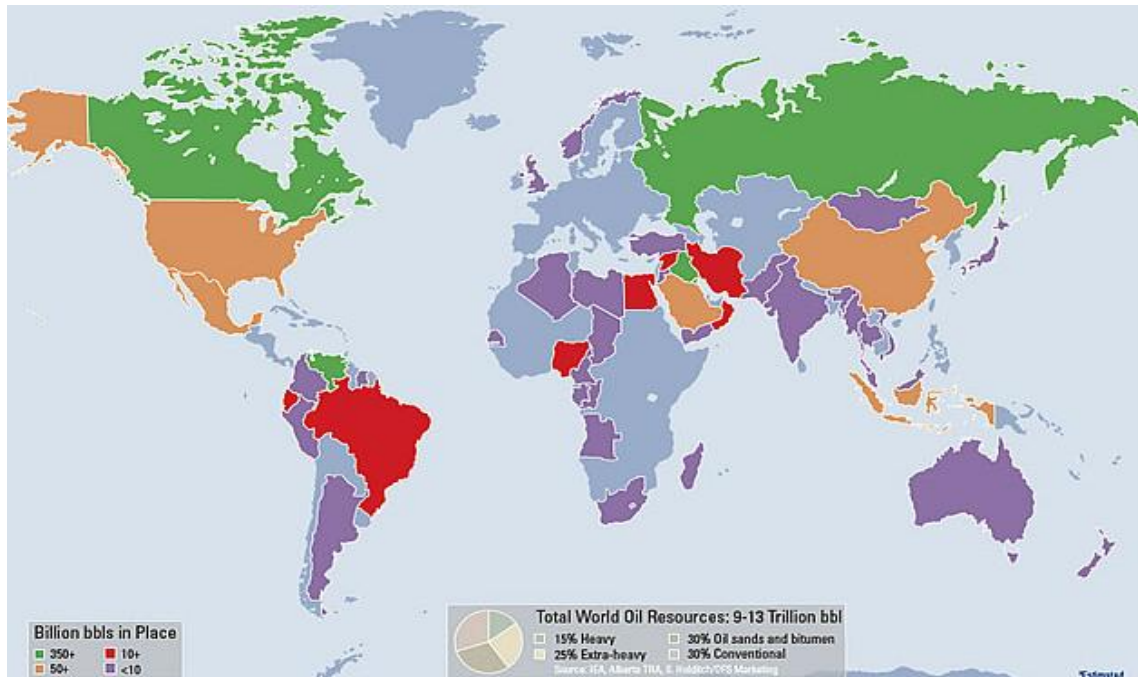 Billion bbls in Place
350+ 10+
50+ <10
Total World Oil Resources: 9-13 Trillion bbl
15% Heavy 30% Oil sands and bitumen
25% Extra-heavy 30% Conventional
Source: IEA, Alberta TRA, S. Holditch/OFS Marketing
*Estimated